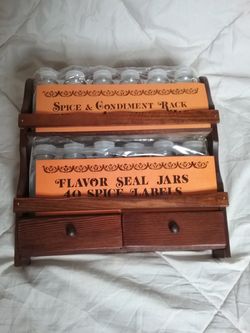 Spice & Condiment Rack
Flavor Seal Jars
40 Spice Labels